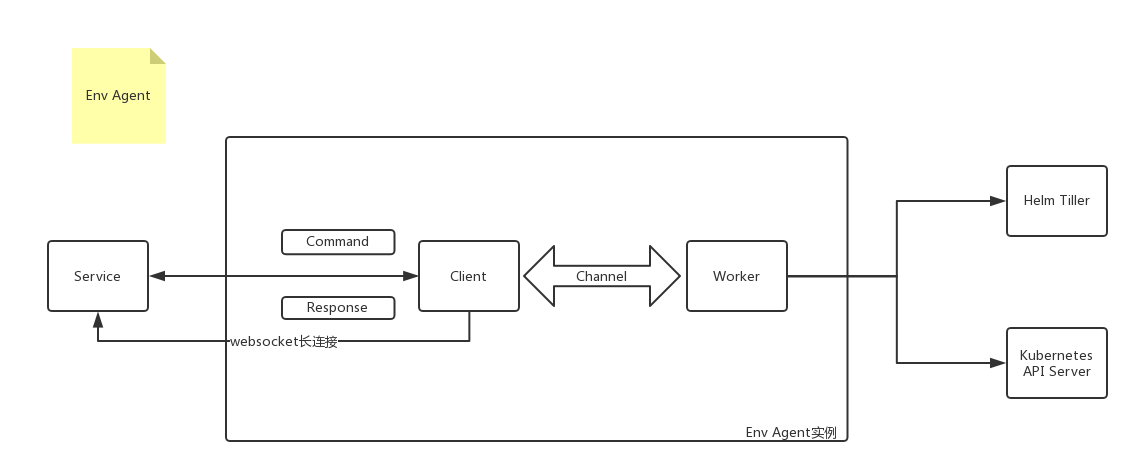 Env Agent
Command
Service
Client
Channel
Worker
Response
websocket长连接
Helm Tiller
Kubernetes
API Server
Env Agent实例